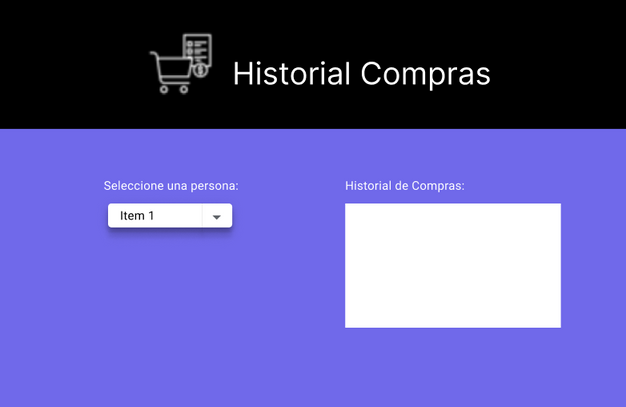 Historial Compras
Seleccione una persona:
Historial de Compras:
Item 1